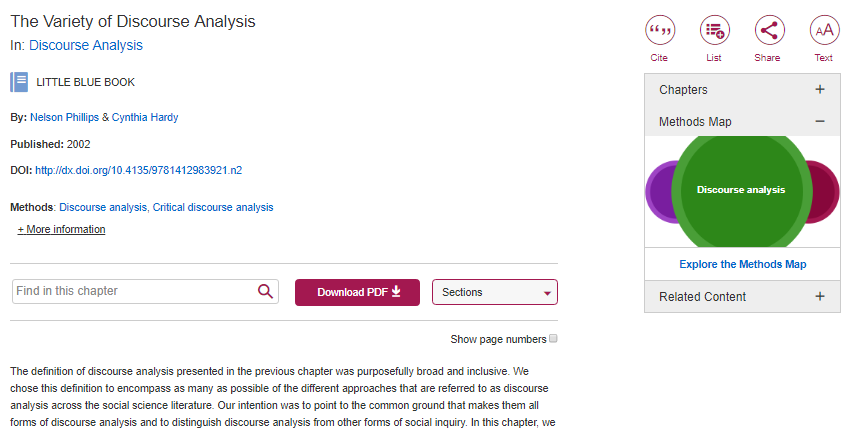 The Variety of Discourse Analysis
In: Discourse Analysis
LITTLE BLUE BOOK
By: Nelson Phillips & Cynthia Hardy
Published: 2002
DOI: http://dx.doi.org/10.4135/9781412983921.n2
Methods: Discourse analysis, Critical discourse analysis
+ More information
Find in this chapter
Download PDF
Sections
Show page numbers
The definition of discourse analysis presented in the previous chapter was purposefully broad and inclusive. We
chose this definition to encompass as many as possible of the different approaches that are referred to as discourse
analysis across the social science literature. Our intention was to point to the common ground that makes them all
forms of discourse analysis and to distinguish discourse analysis from other forms of social inquiry. In this chapter, we
Cite
List
Share
AA
Text
Chapters +
Methods Map −
Discourse analysis
Explore the Methods Map
Related Content +